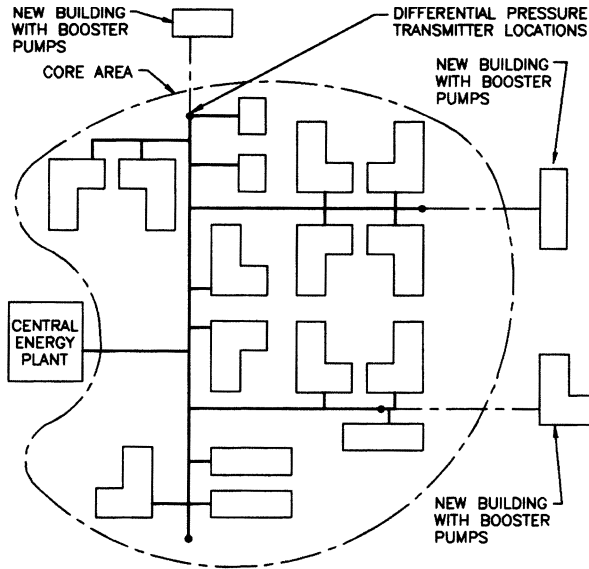 NEW BUILDING
WITH BOOSTER
PUMPS
DIFFERENTIAL PRESSURE
TRANSMITTER LOCATIONS
CORE AREA
NEW BUILDING
WITH BOOSTER
PUMPS
CENTRAL
ENERGY
PLANT
NEW BUILDING
WITH BOOSTER
PUMPS